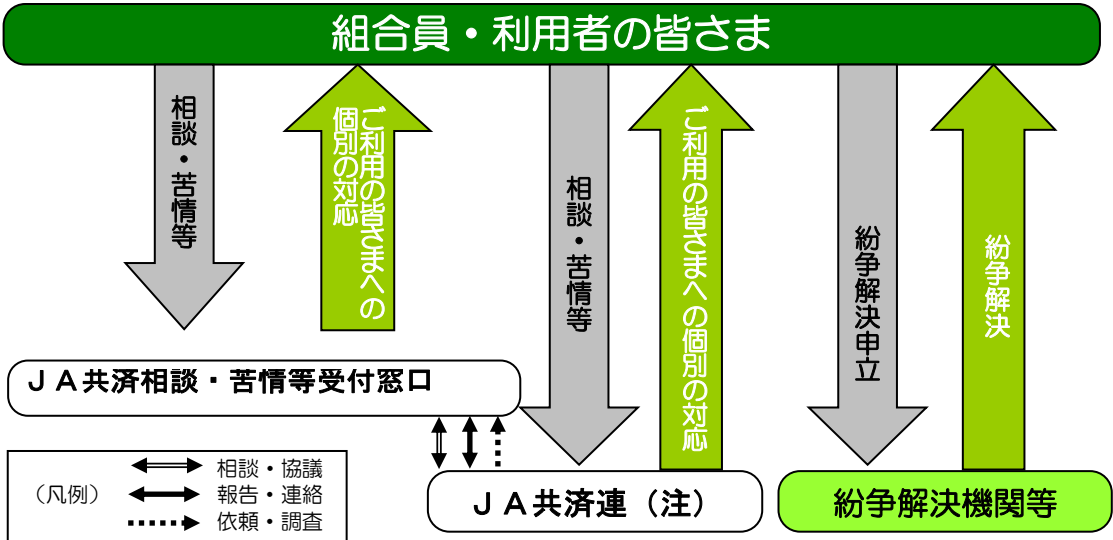 組合員・利用者の皆さま
相談・苦情等
ご利用の皆さまへの
個別の対応
相談・苦情等
ご利用の皆さまへの個別の対応
紛争解決申立
紛争解決
ＪＡ共済相談・苦情等受付窓口
（凡例）
相談・協議
報告・連絡
依頼・調査
ＪＡ共済連（注）
紛争解決機関等